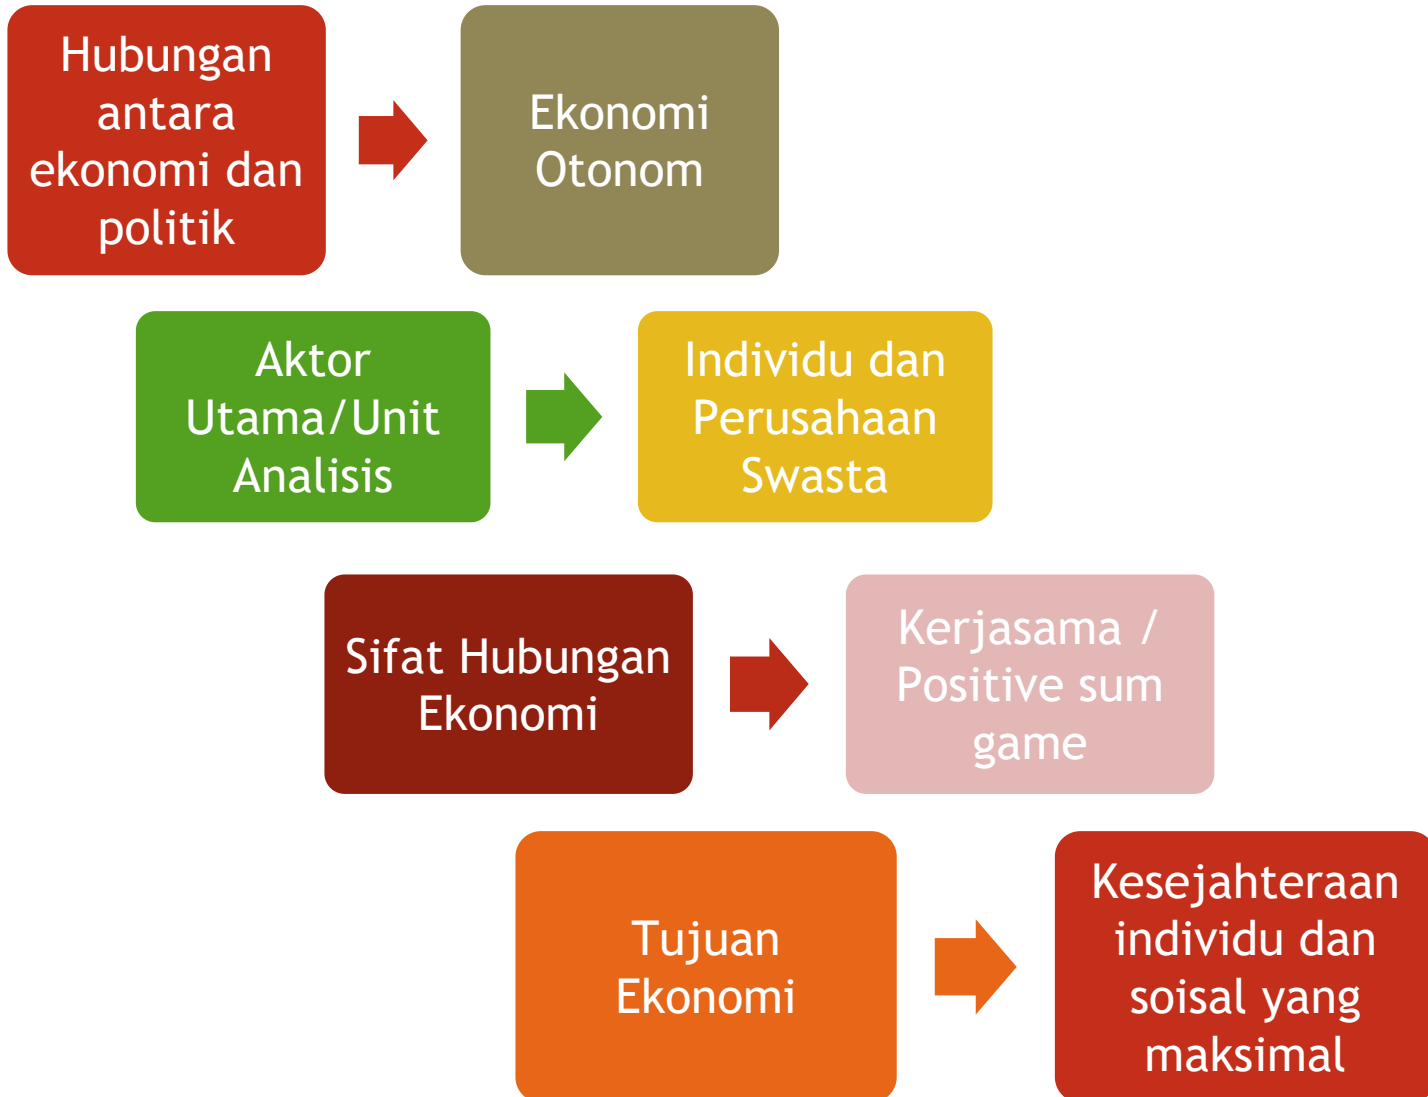 Hubungan
antara
ekonomi dan
politik
Ekonomi
Otonom
Aktor
Utama/Unit
Analisis
Individu dan
Perusahaan
Swasta
Sifat Hubungan
Ekonomi
Kerjasama /
Positive sum
game
Tujuan
Ekonomi
Kesejahteraan
individu dan
soisal yang
maksimal